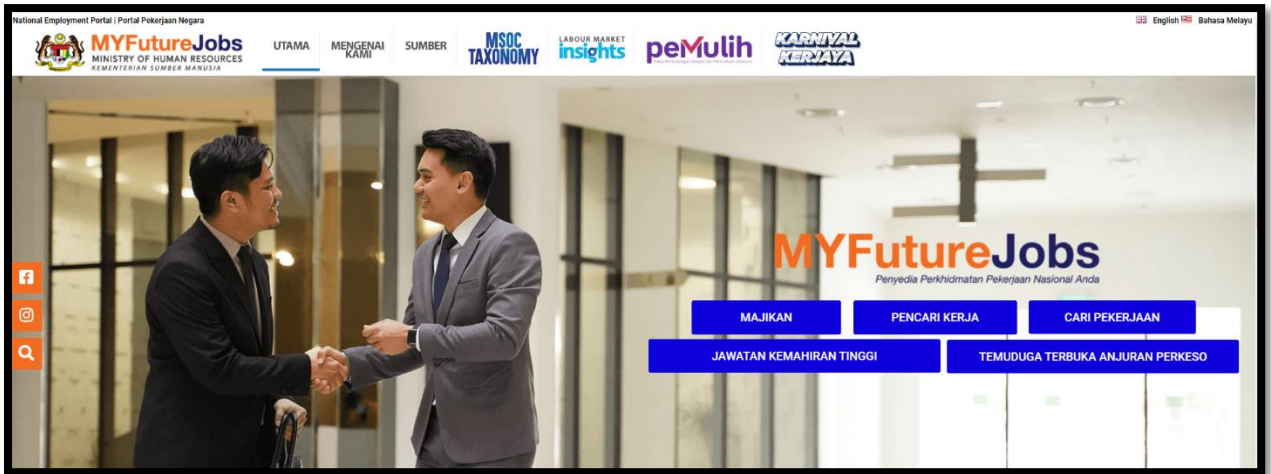 National Employment Portal | Portal Pekerjaan Negara
English Bahasa Melayu
MYFutureJobs
MINISTRY OF HUMAN RESOURCES
KEMENTERIAN SUMBER MANUSIA
UTAMA
MENGENAI
KAMI
SUMBER
MSOC
TAXONOMY
LABOUR MARKET
insights
peMulih
KARNIVAL
KERJAYA
MYFutureJobs
Penyedia Perkhidmatan Pekerjaan Nasional Anda
MAJIKAN
PENCARI KERJA
CARI PEKERJAAN
JAWATAN KEMAHIRAN TINGGI
TEMUDUGA TERBUKA ANJURAN PERKESO